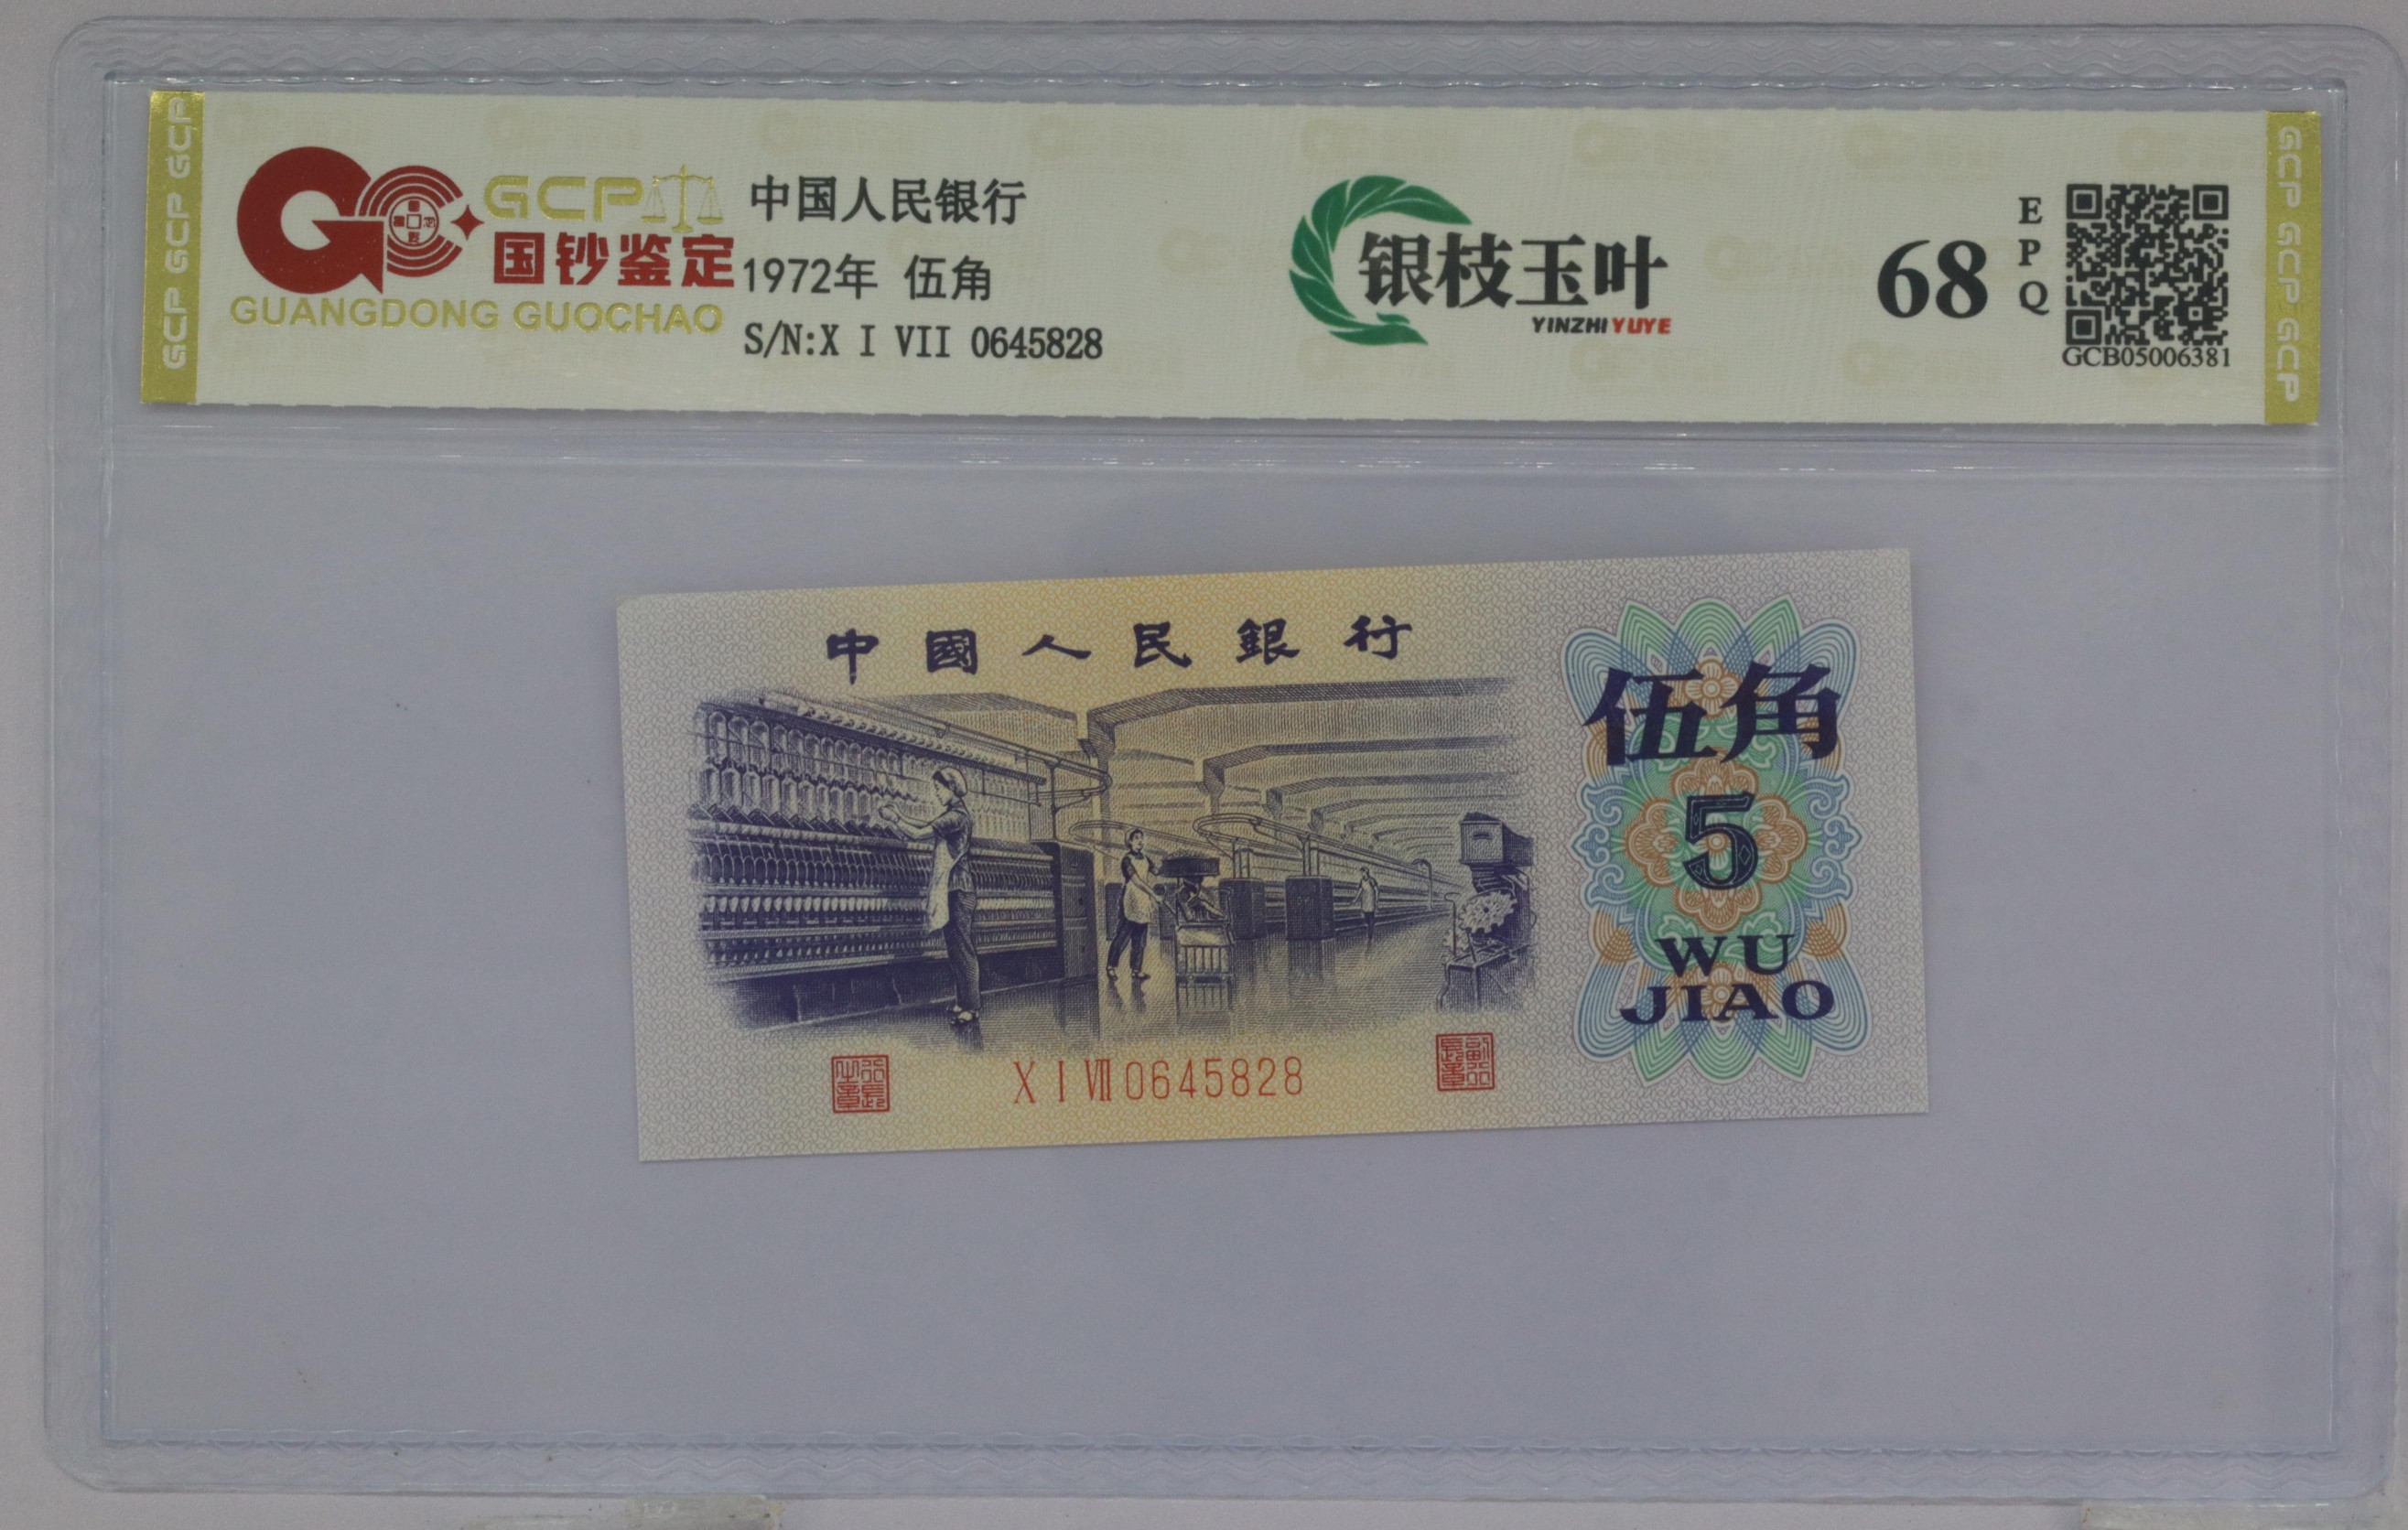 GCP
国钞鉴定
GUANGDONG GUOCHAO
中国人民银行
1972年 伍角
S/N:X I VII 0645828
银枝玉叶
YINZHIYUYE
68
EPQ
GCB05006381
GCP GCP GCP
GCP GCP GCP
中國人民銀行
伍角
5
WU
JIAO
X I VII 0645828